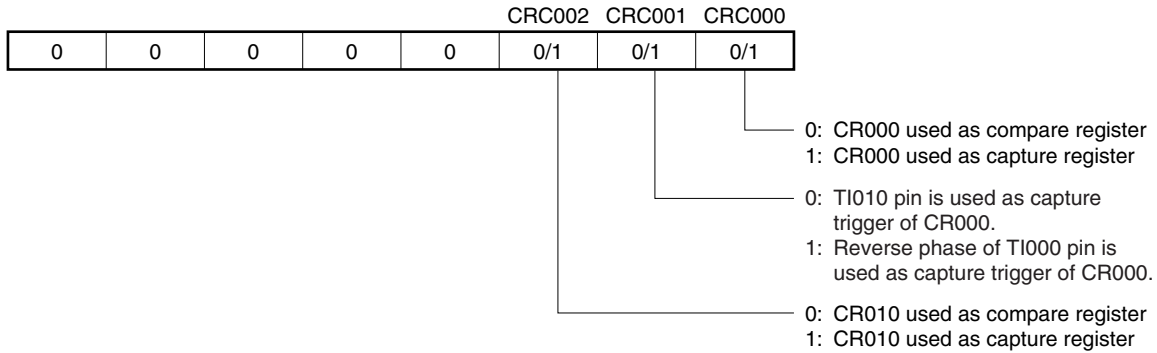 CRC002 CRC001 CRC000
0 0 0 0 0 0/1 0/1 0/1
0: CR000 used as compare register
1: CR000 used as capture register
0: TI010 pin is used as capture
trigger of CR000.
1: Reverse phase of TI000 pin is
used as capture trigger of CR000.
0: CR010 used as compare register
1: CR010 used as capture register